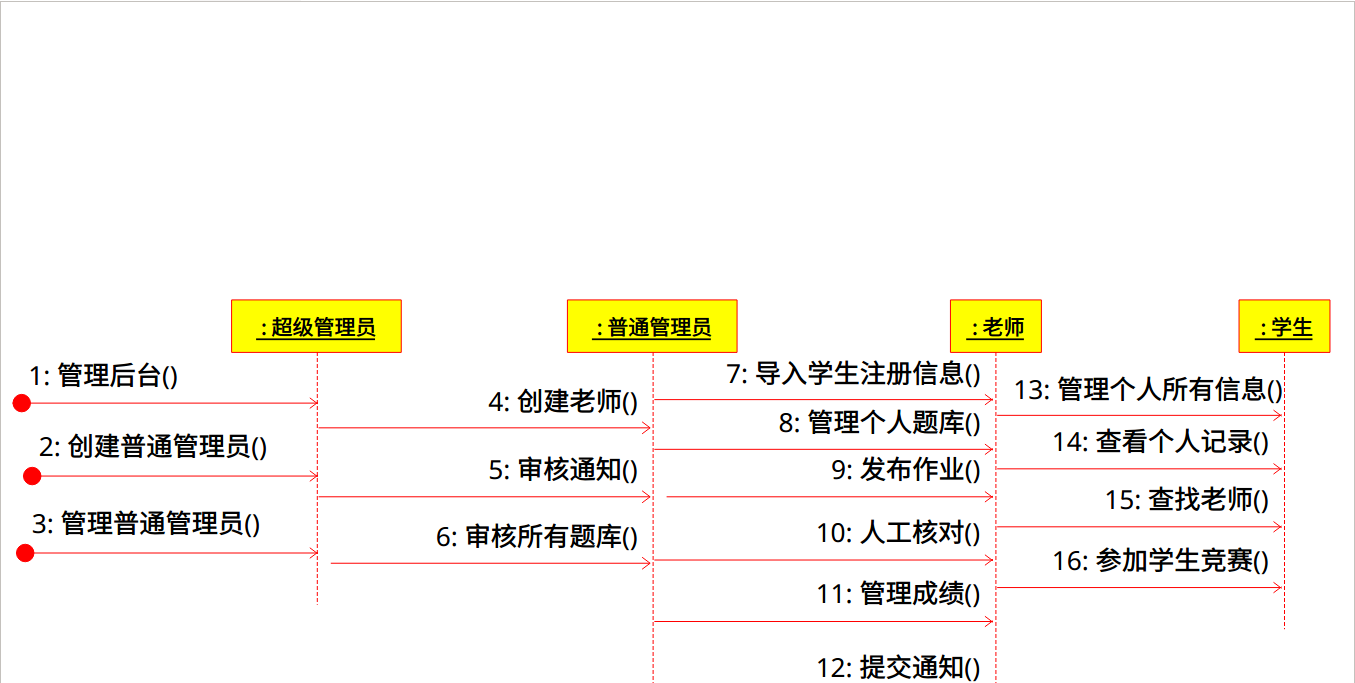 : 超级管理员
: 普通管理员
: 老师
: 学生
1: 管理后台()
2: 创建普通管理员()
3: 管理普通管理员()
4: 创建老师()
5: 审核通知()
6: 审核所有题库()
7: 导入学生注册信息()
8: 管理个人题库()
9: 发布作业()
10: 人工核对()
11: 管理成绩()
12: 提交通知()
13: 管理个人所有信息()
14: 查看个人记录()
15: 查找老师()
16: 参加学生竞赛()